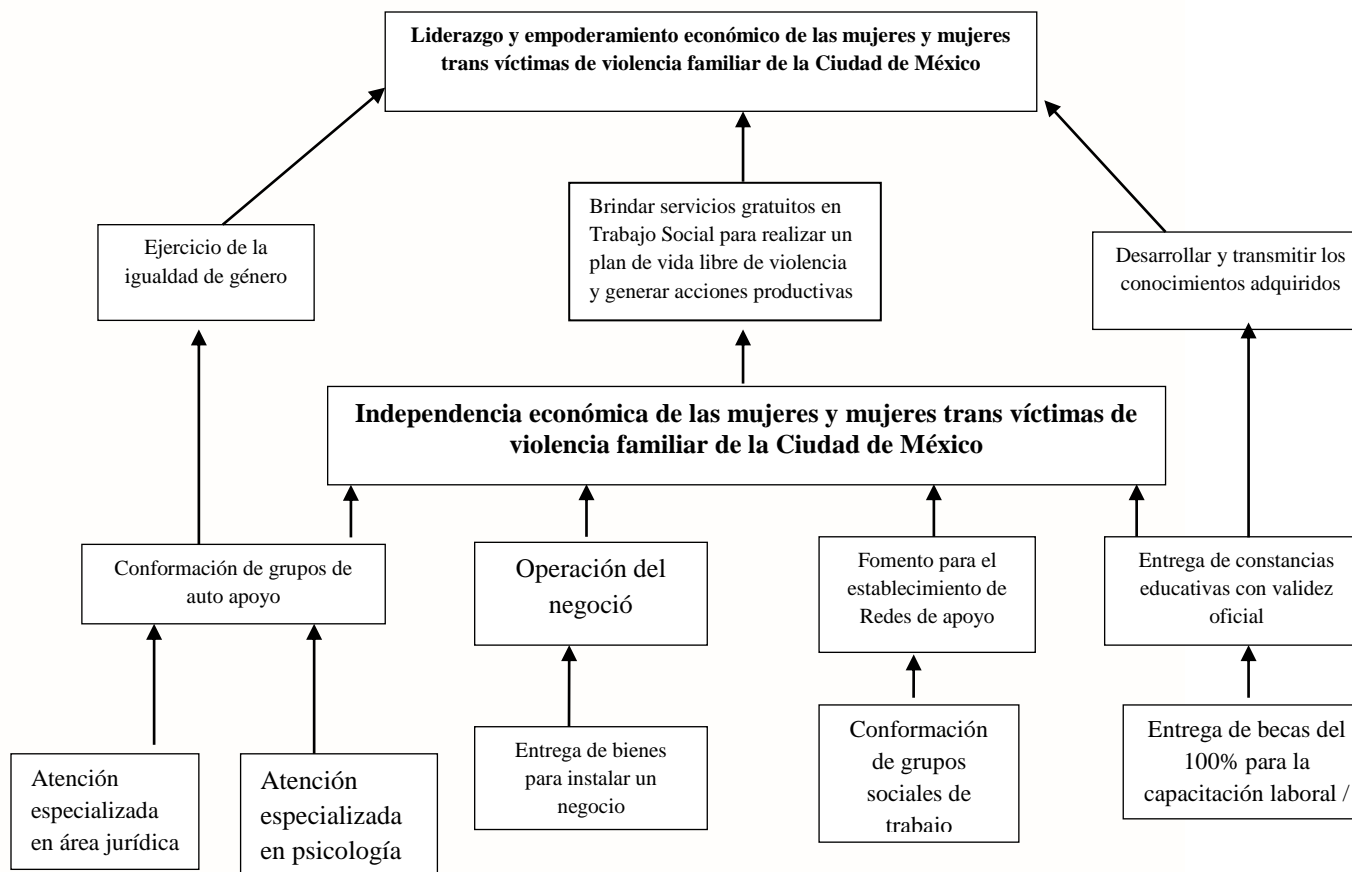 Liderazgo y empoderamiento económico de las mujeres y mujeres
trans víctimas de violencia familiar de la Ciudad de México
Brindar servicios gratuitos en
Trabajo Social para realizar un
plan de vida libre de violencia
y generar acciones productivas
Ejercicio de la
igualdad de género
Desarrollar y transmitir los
conocimientos adquiridos
Independencia económica de las mujeres y mujeres trans víctimas de
violencia familiar de la Ciudad de México
Conformación de grupos de
auto apoyo
Operación del
negoció
Fomento para el
establecimiento de
Redes de apoyo
Entrega de constancias
educativas con validez
oficial
Atención
especializada
en área jurídica
Atención
especializada
en psicología
Entrega de bienes
para instalar un
negocio
Conformación
de grupos
sociales de
trabajo
Entrega de becas del
100% para la
capacitación laboral /